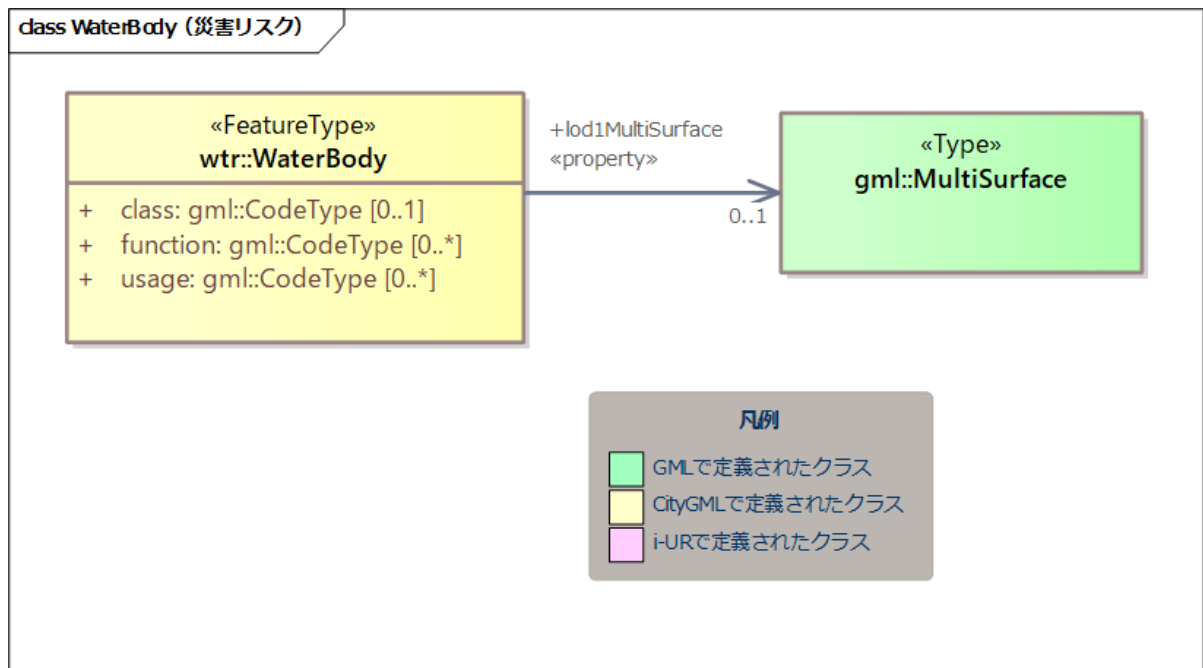 class WaterBody (災害リスク)
«FeatureType»
wtr::WaterBody
+ class: gml::CodeType [0..1]
+ function: gml::CodeType [0..*]
+ usage: gml::CodeType [0..*]
+lod1MultiSurface
«property»
0..1
«Type»
gml::MultiSurface
凡例
GMLで定義されたクラス
CityGMLで定義されたクラス
i-URで定義されたクラス